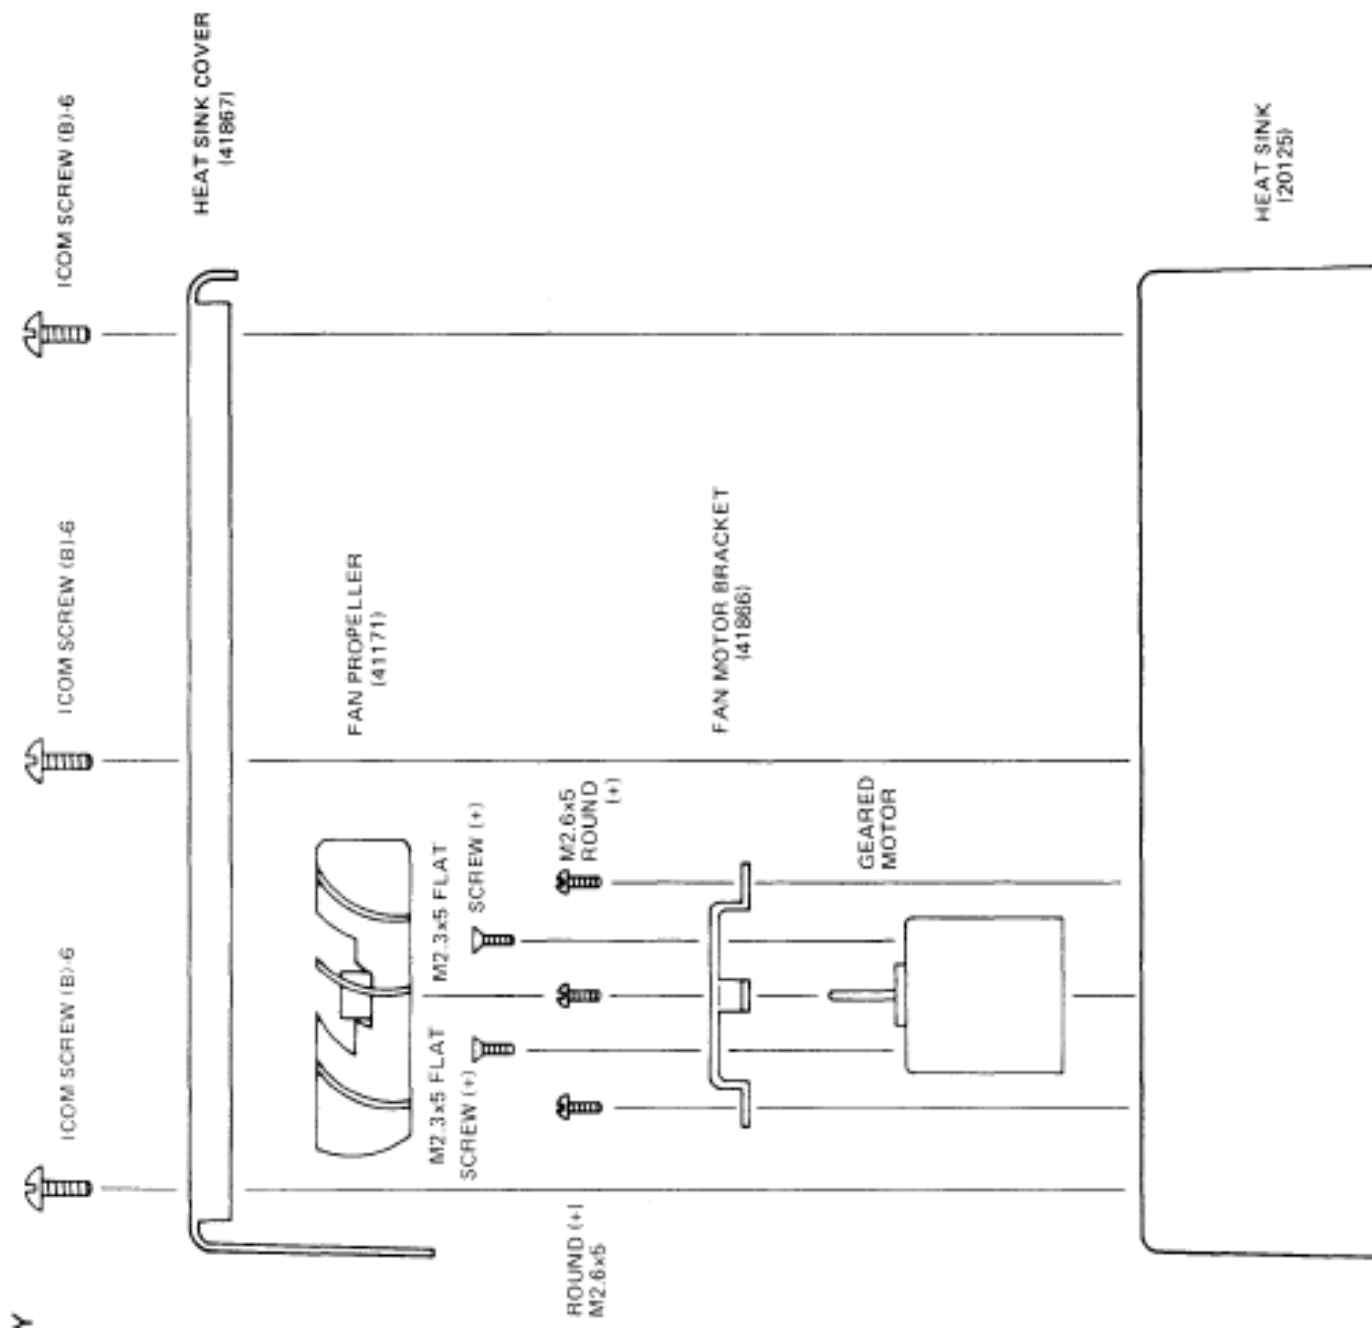 ICOM SCREW (B)-6
HEAT SINK COVER
(41867)
ICOM SCREW (B)-6
ICOM SCREW (B)-6
FAN PROPELLER
(41171)
M2.3x5 FLAT
SCREW (+)
M2.3x5 FLAT
SCREW (+)
M2.6x5
ROUND
(+)
ROUND (+)
M2.6x5
FAN MOTOR BRACKET
(41866)
GEARED
MOTOR
HEAT SINK
(20125)
Y